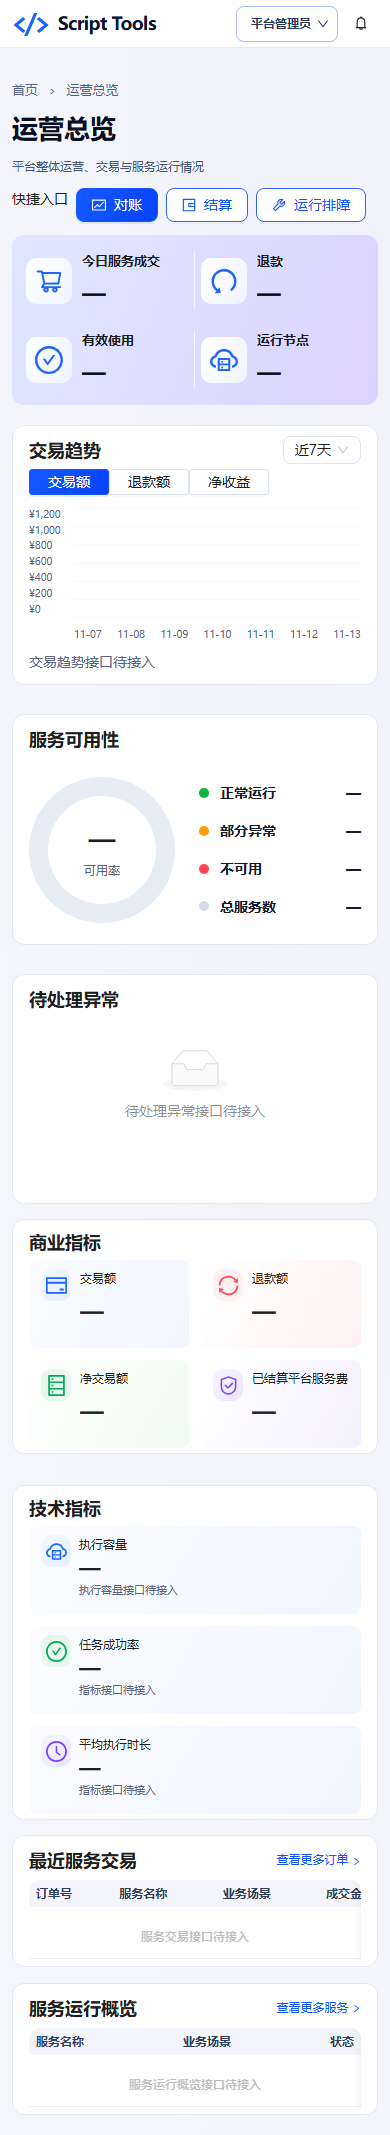 Script Tools
平台管理员
首页 › 运营总览
运营总览
平台整体运营、交易与服务运行情况
快捷入口 对账 结算 运行排障
今日服务成交 退款
— —
有效使用 运行节点
— —
交易趋势 近7天
交易额 退款额 净收益
¥1,200
¥1,000
¥800
¥600
¥400
¥200
¥0
11-07 11-08 11-09 11-10 11-11 11-12 11-13
交易趋势接口待接入
服务可用性
—
可用率
正常运行 —
部分异常 —
不可用 —
总服务数 —
待处理异常
待处理异常接口待接入
商业指标
交易额 退款额
— —
净交易额 已结算平台服务费
— —
技术指标
执行容量
—
执行容量接口待接入
任务成功率
—
指标接口待接入
平均执行时长
—
指标接口待接入
最近服务交易 查看更多订单 >
订单号 服务名称 业务场景 成交金
服务交易接口待接入
服务运行概览 查看更多服务 >
服务名称 业务场景 状态
服务运行概览接口待接入